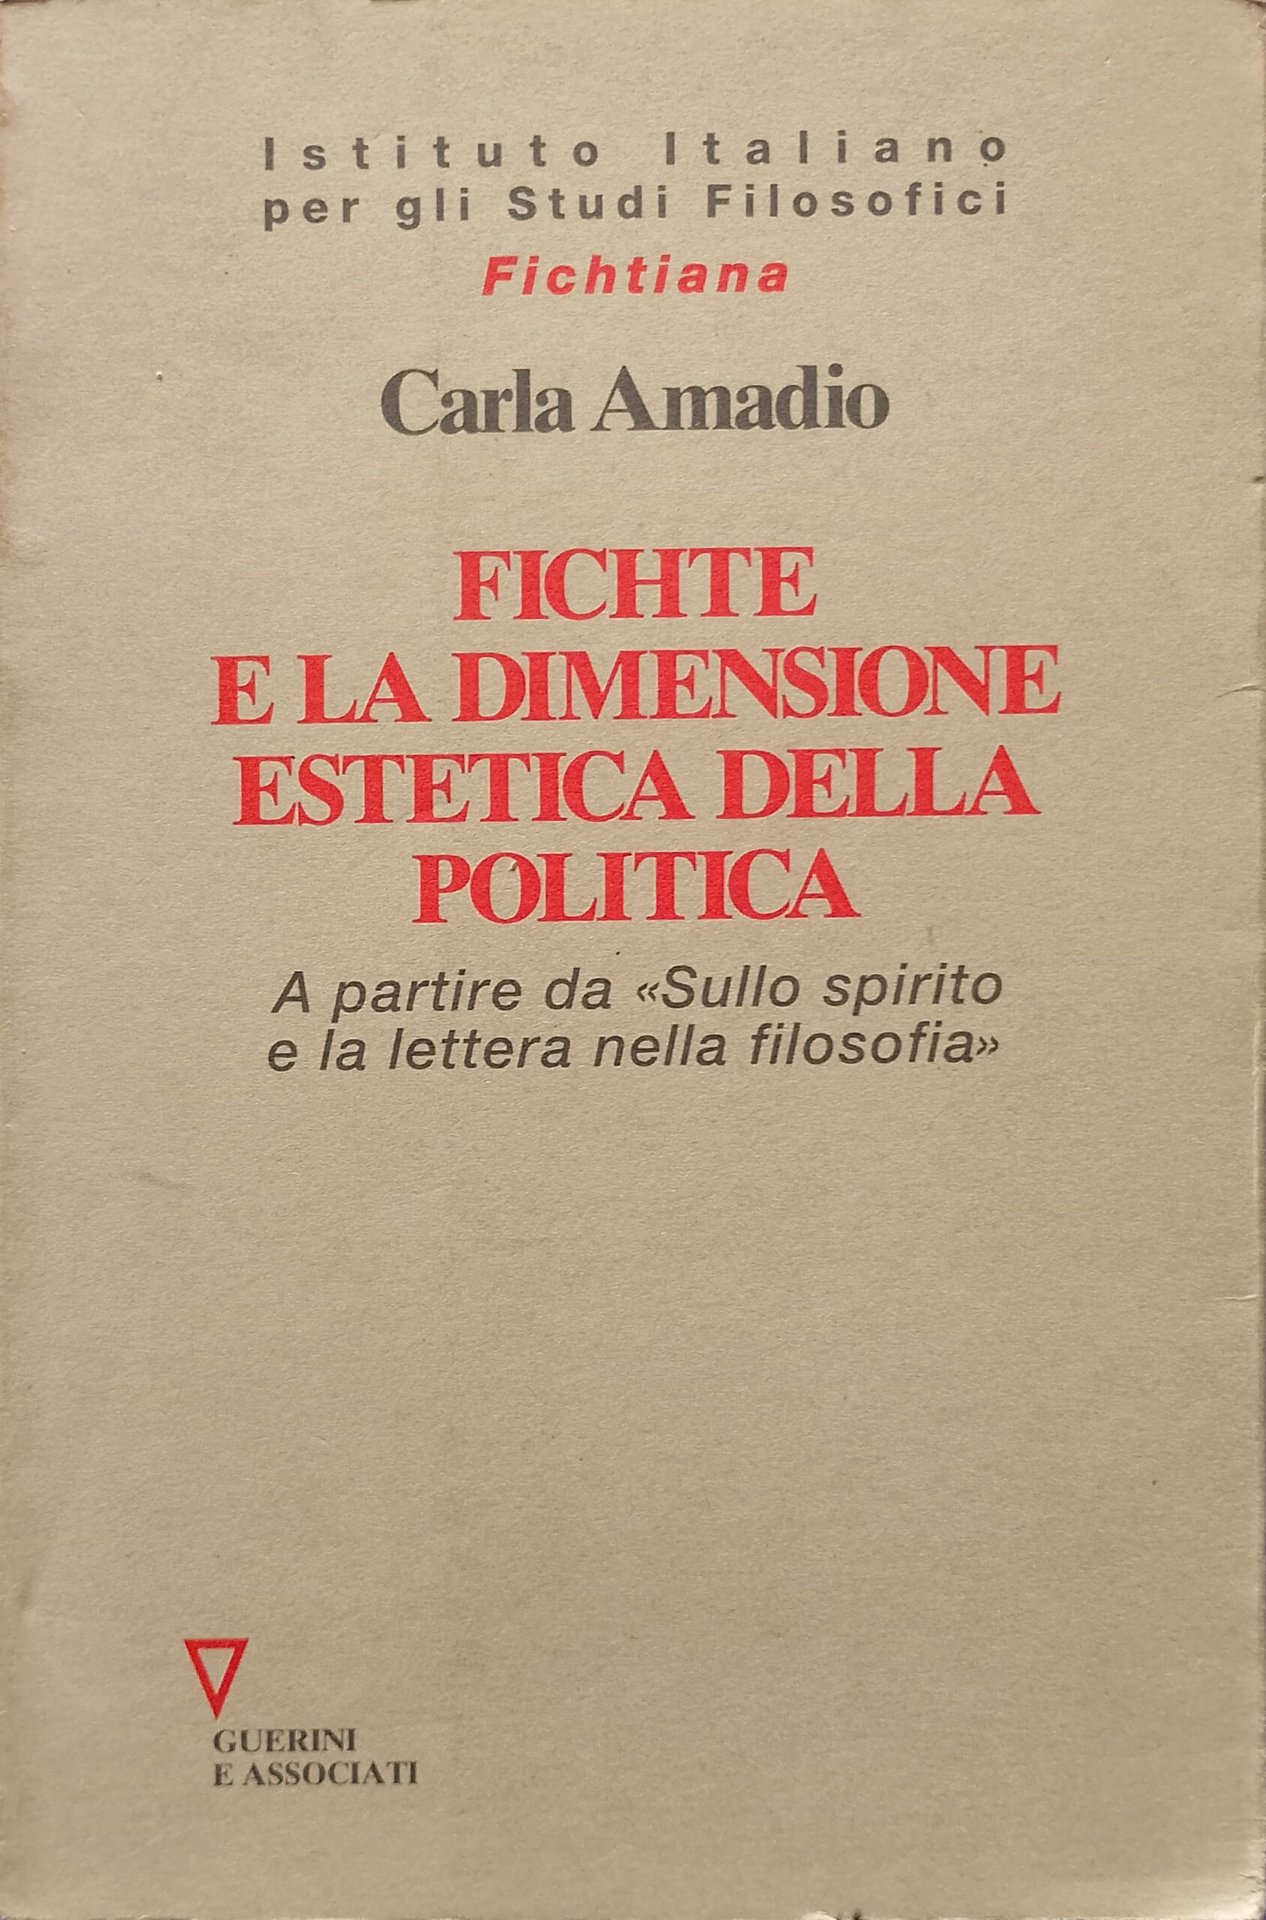 Istituto Italiano
per gli Studi Filosofici
Fichtiana
Carla Amadio
FICHTE
E LA DIMENSIONE
ESTETICA DELLA
POLITICA
A partire da «Sullo spirito
e la lettera nella filosofia»
GUERINI
E ASSOCIATI